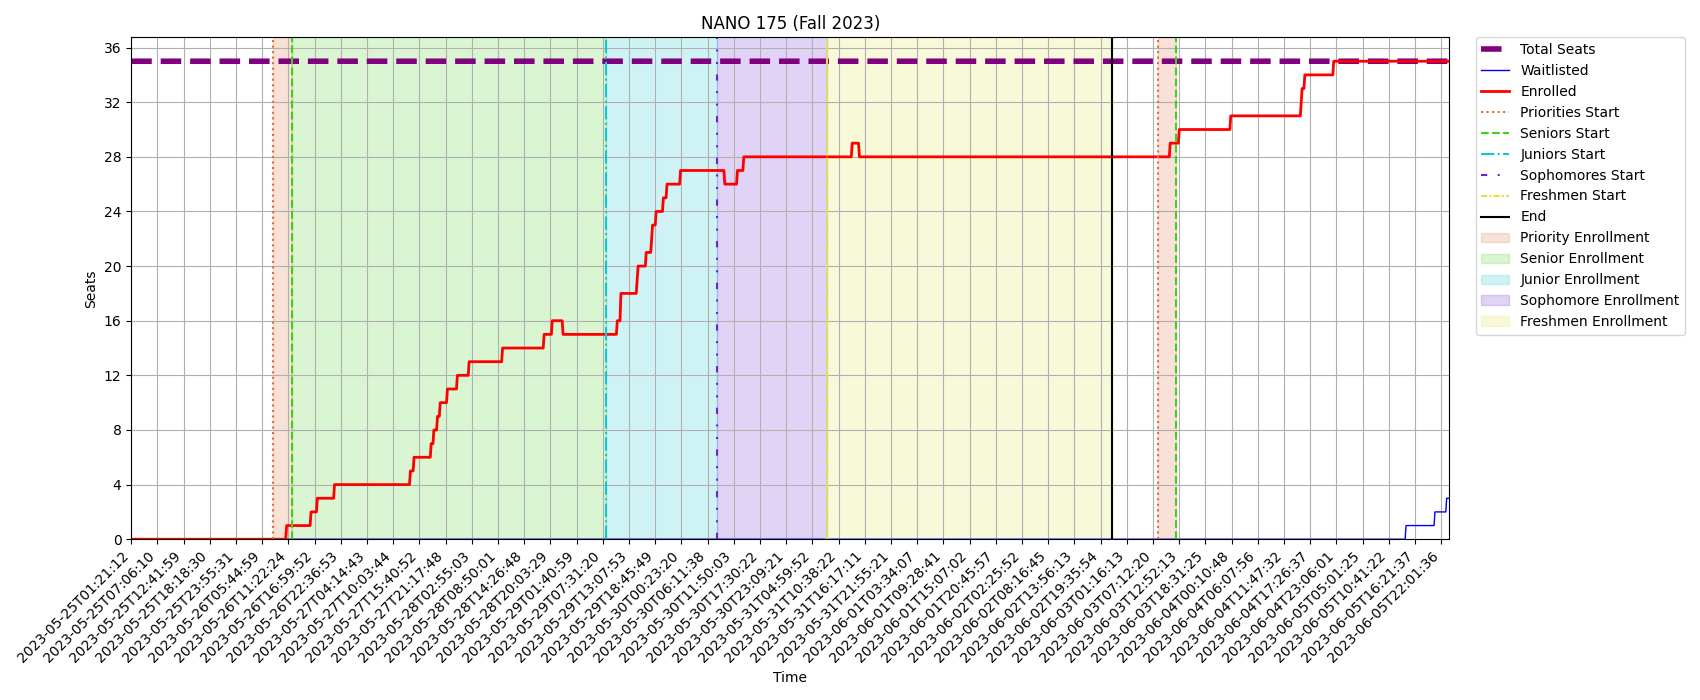 NANO 175 (Fall 2023)
Seats
36
32
28
24
20
16
12
8
4
0
2023-05-25T01:21:12
2023-05-25T07:06:10
2023-05-25T12:41:59
2023-05-25T18:18:30
2023-05-25T23:55:31
2023-05-26T05:44:59
2023-05-26T11:22:24
2023-05-26T16:59:52
2023-05-26T22:36:53
2023-05-27T04:14:43
2023-05-27T10:03:44
2023-05-27T15:40:52
2023-05-27T21:17:48
2023-05-28T02:55:03
2023-05-28T08:50:01
2023-05-28T14:26:48
2023-05-28T20:03:29
2023-05-29T01:40:59
2023-05-29T07:31:20
2023-05-29T13:07:53
2023-05-29T18:45:49
2023-05-30T00:23:20
2023-05-30T06:11:38
2023-05-30T11:50:03
2023-05-30T17:30:22
2023-05-30T23:09:21
2023-05-31T04:59:52
2023-05-31T10:38:22
2023-05-31T16:17:11
2023-05-31T21:55:21
2023-06-01T03:34:07
2023-06-01T09:28:41
2023-06-01T15:07:02
2023-06-01T20:45:57
2023-06-02T02:25:52
2023-06-02T08:16:45
2023-06-02T13:56:13
2023-06-02T19:35:54
2023-06-03T01:16:13
2023-06-03T07:12:20
2023-06-03T12:52:13
2023-06-03T18:31:25
2023-06-04T00:10:48
2023-06-04T06:07:56
2023-06-04T11:47:32
2023-06-04T17:26:37
2023-06-04T23:06:01
2023-06-05T05:01:25
2023-06-05T10:41:22
2023-06-05T16:21:37
2023-06-05T22:01:36
Time
Total Seats
Waitlisted
Enrolled
Priorities Start
Seniors Start
Juniors Start
Sophomores Start
Freshmen Start
End
Priority Enrollment
Senior Enrollment
Junior Enrollment
Sophomore Enrollment
Freshmen Enrollment